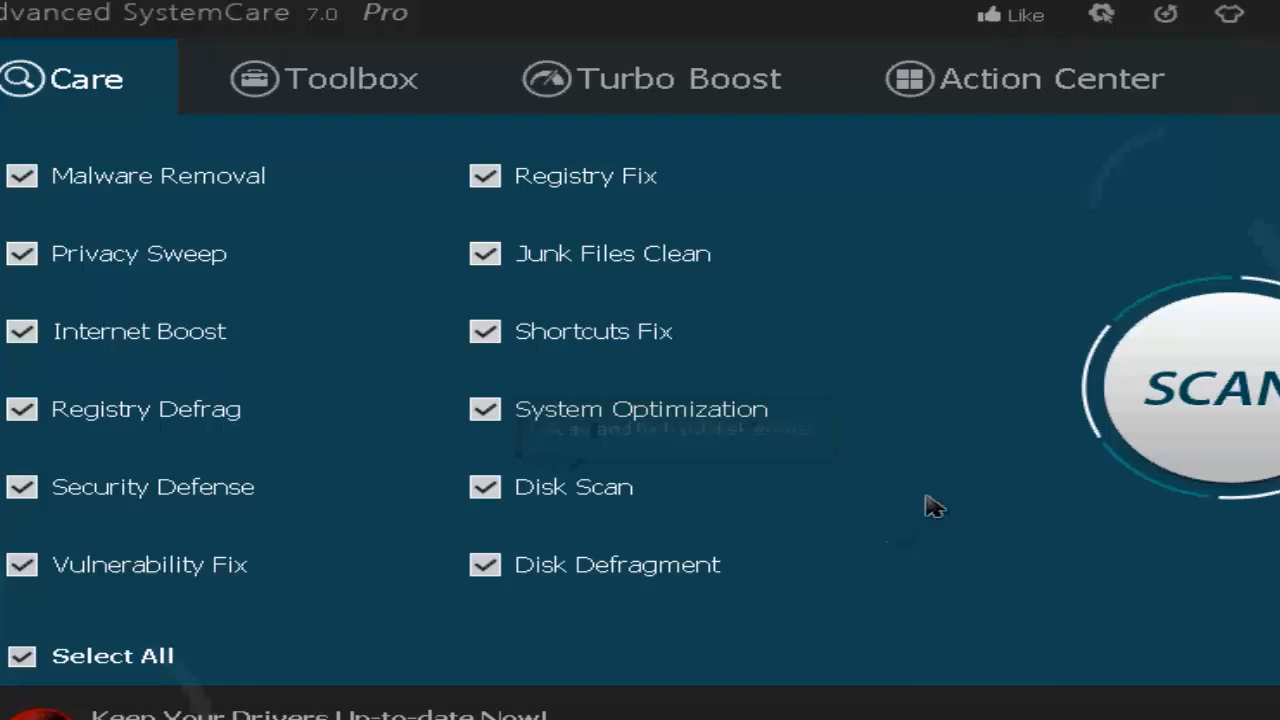 dvanced SystemCare 7.0 Pro
Like
Care
Toolbox
Turbo Boost
Action Center
Malware Removal
Registry Fix
Privacy Sweep
Junk Files Clean
Internet Boost
Shortcuts Fix
SCAN
Registry Defrag
System Optimization
Security Defense
Disk Scan
Vulnerability Fix
Disk Defragment
Select All
Keep Your Drivers Up-to-date Now!